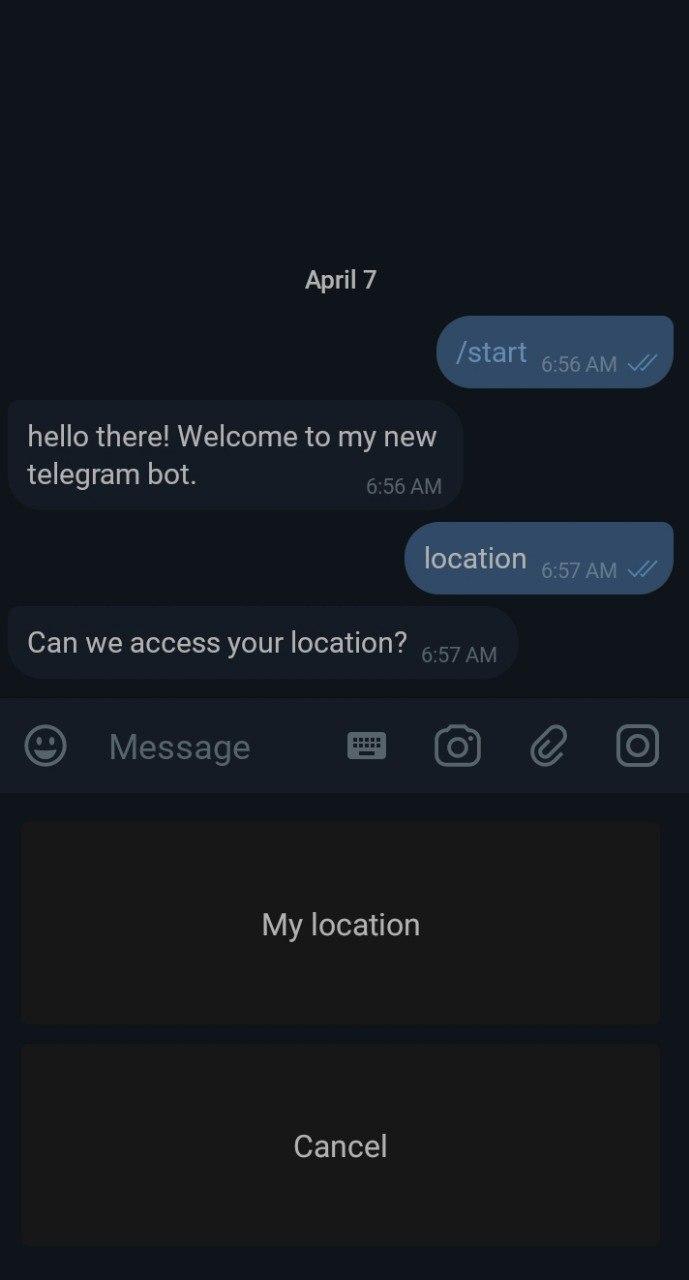 April 7
/start 6:56 AM
hello there! Welcome to my new
telegram bot. 6:56 AM
location 6:57 AM
Can we access your location? 6:57 AM
Message
My location
Cancel